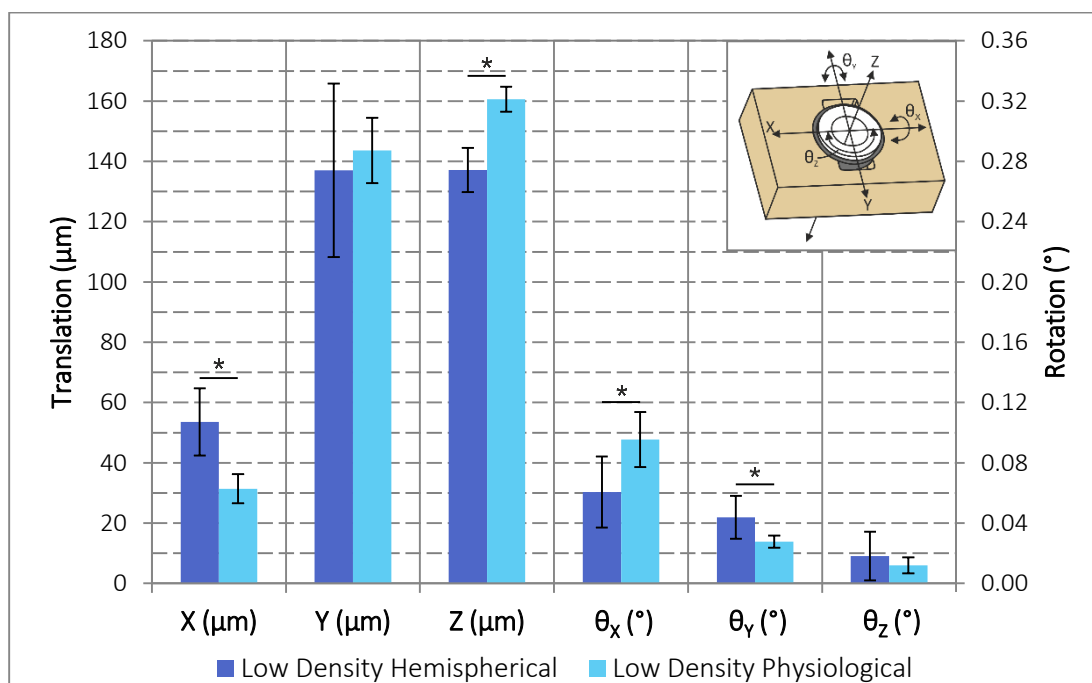 Translation (µm)
180
160
140
120
100
80
60
40
20
0
*
*
*
*
θY
Z
X
θX
θZ
Y
0.36
0.32
0.28
0.24
0.20
0.16
0.12
0.08
0.04
0.00
Rotation (°)
X (µm) Y (µm) Z (µm) θX (°) θY (°) θZ (°)
Low Density Hemispherical Low Density Physiological